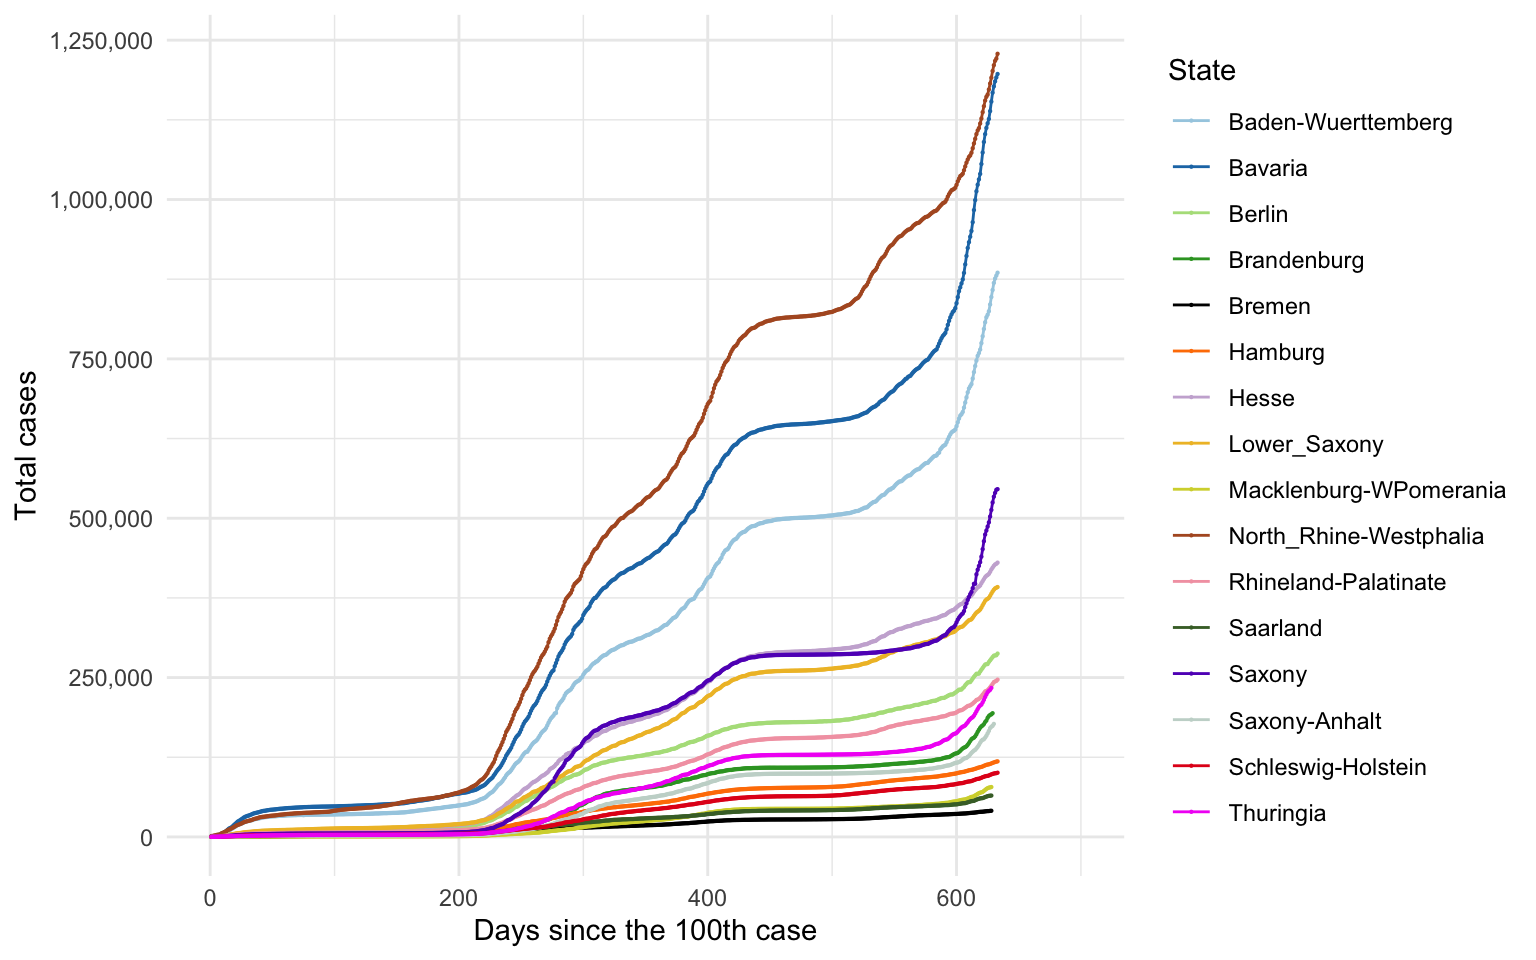 1,250,000
1,000,000
750,000
500,000
250,000
0
Total cases
0 200 400 600
Days since the 100th case
State
Baden-Wuerttemberg
Bavaria
Berlin
Brandenburg
Bremen
Hamburg
Hesse
Lower_Saxony
Macklenburg-WPomerania
North_Rhine-Westphalia
Rhineland-Palatinate
Saarland
Saxony
Saxony-Anhalt
Schleswig-Holstein
Thuringia